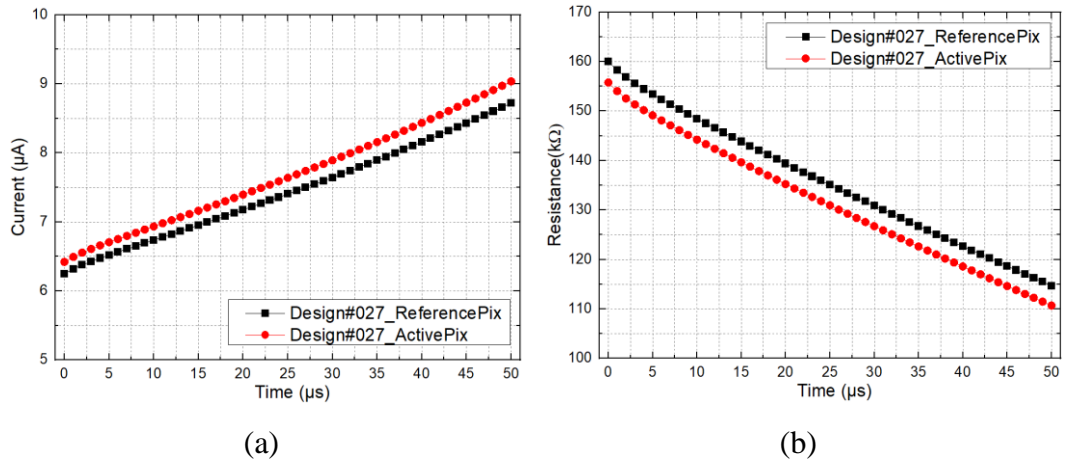 10
9
8
7
6
5
Current (µA)
0 5 10 15 20 25 30 35 40 45 50
Time (µs)
Design#027_ReferencePix
Design#027_ActivePix
(a)
170
160
150
140
130
120
110
100
Resistance(kΩ)
0 5 10 15 20 25 30 35 40 45 50
Time (µs)
Design#027_ReferencePix
Design#027_ActivePix
(b)